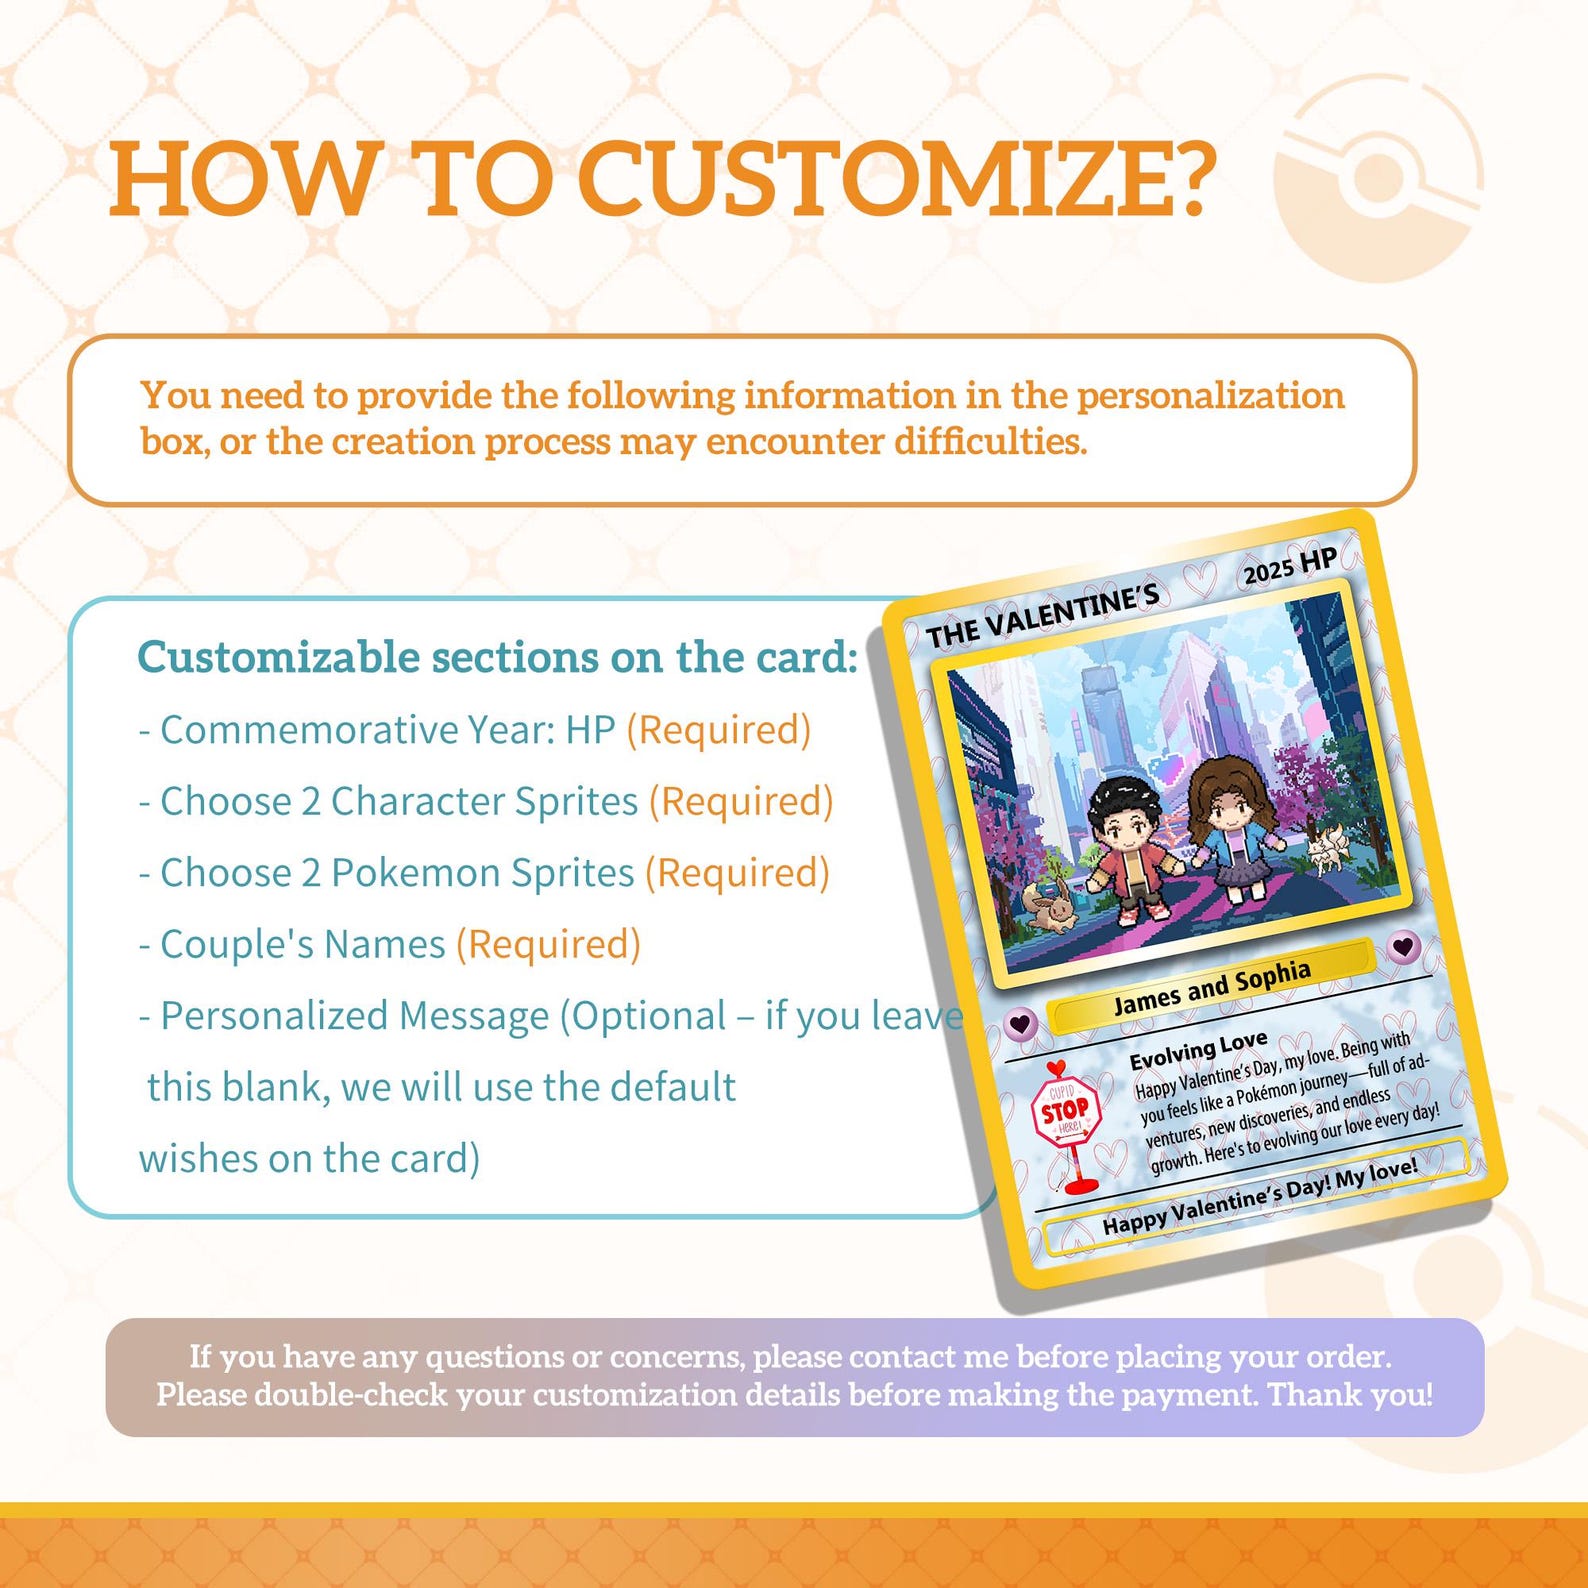 HOW TO CUSTOMIZE?
You need to provide the following information in the personalization
box, or the creation process may encounter difficulties.
Customizable sections on the card:
- Commemorative Year: HP (Required)
- Choose 2 Character Sprites (Required)
- Choose 2 Pokemon Sprites (Required)
- Couple's Names (Required)
- Personalized Message (Optional – if you leave
this blank, we will use the default
wishes on the card)
THE VALENTINE'S
2025 HP
James and Sophia
Evolving Love
Happy Valentine's Day, my love. Being with
you feels like a Pokémon journey—full of ad-
ventures, new discoveries, and endless
growth. Here's to evolving our love every day!
CUPID
STOP
HERE!
Happy Valentine's Day! My love!
If you have any questions or concerns, please contact me before placing your order.
Please double-check your customization details before making the payment. Thank you!